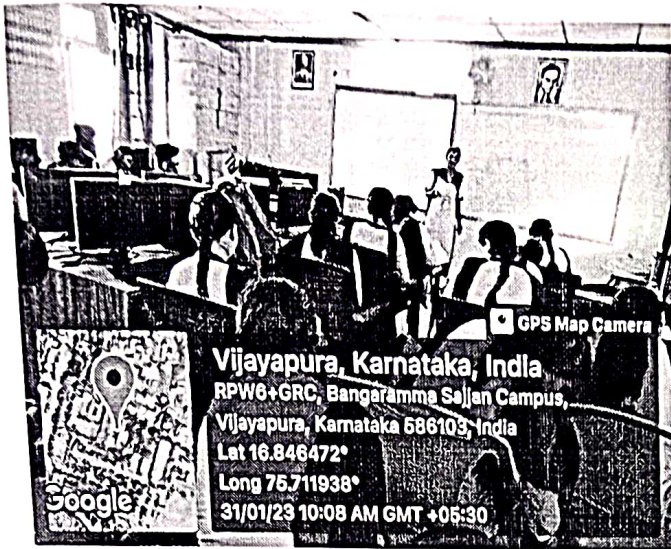 GPS Map Camera
Vijayapura, Karnataka, India
RPW6+GRC, Bangaramma Sajjan Campus,
Vijayapura, Karnataka 586103, India
Lat 16.846472°
Long 75.711938°
31/01/23 10:08 AM GMT +05:30
Google